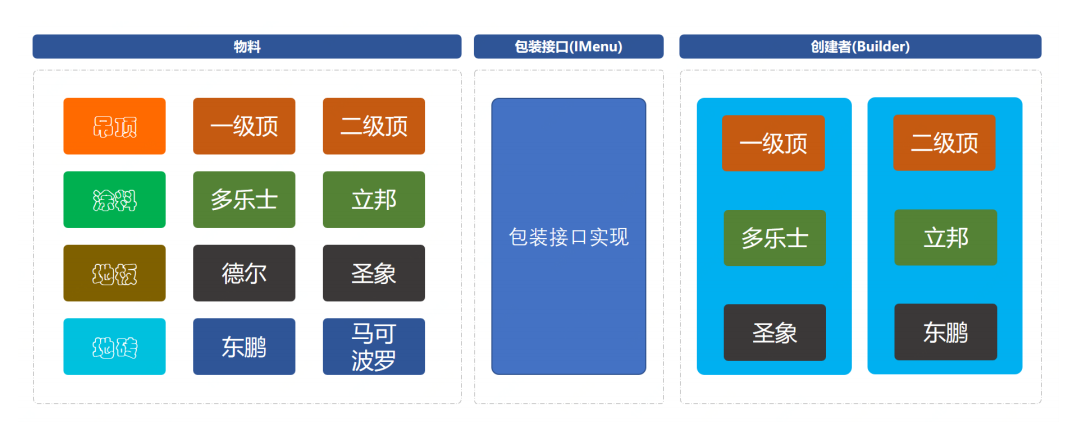 物料
包装接口(IMenu)
创建者(Builder)
吊顶
一级顶
二级顶
涂料
多乐士
立邦
地板
德尔
圣象
地砖
东鹏
马可
波罗
包装接口实现
一级顶
多乐士
圣象
二级顶
立邦
东鹏